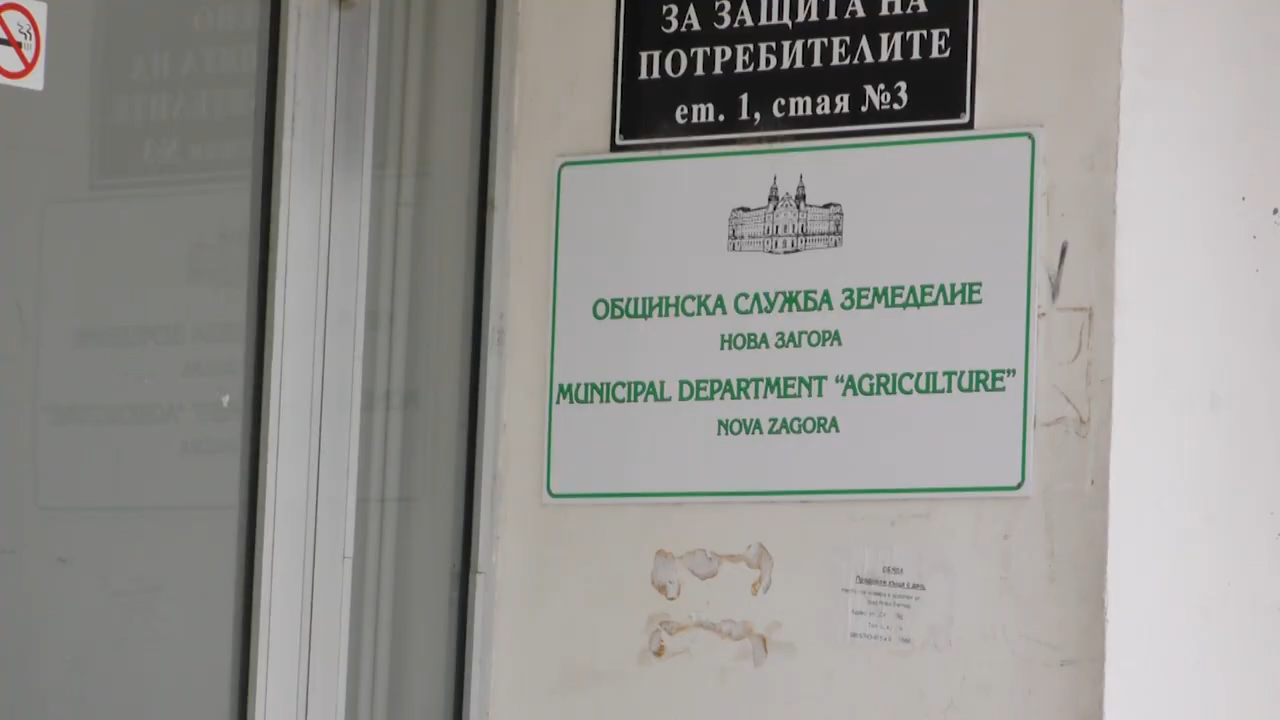 ЗА ЗАЩИТА НА
ПОТРЕБИТЕЛИТЕ
ет. 1, стая №3
ОБЩИНСКА СЛУЖБА ЗЕМЕДЕЛИЕ
НОВА ЗАГОРА
MUNICIPAL DEPARTMENT “AGRICULTURE”
NOVA ZAGORA